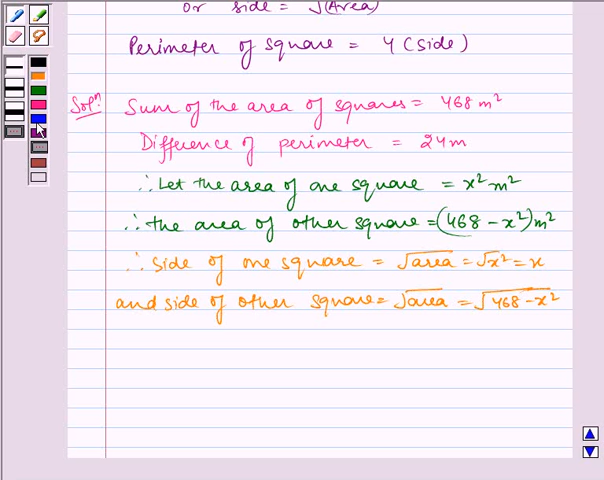 Or side = √(Area)
Perimeter of square = 4 (side)
Solⁿ. Sum of the area of squares = 468 m²
Difference of perimeter = 24m
∴ Let the area of one square = x² m²
∴ the area of other square = (468 - x²) m²
∴ Side of one square = √area = √x² = x
and side of other square = √area = √468 - x²